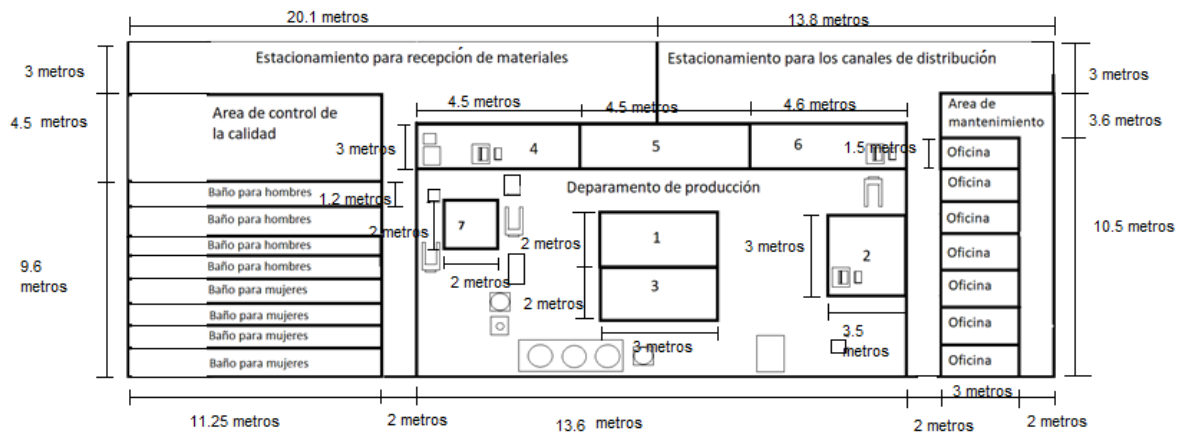 20.1 metros
13.8 metros
Estacionamiento para recepción de materiales
Estacionamiento para los canales de distribución
3 metros
3 metros
4.5 metros
4.5 metros
4.6 metros
Area de control de
la calidad
Area de
mantenimiento
4.5 metros
3.6 metros
3 metros
4
5
6
1.5 metros
Oficina
Baño para hombres
1.2 metros
Deparamento de producción
Oficina
Baño para hombres
2 metros
7
2 metros
1
3 metros
2
Oficina
10.5 metros
Baño para hombres
Oficina
Baño para hombres
9.6
metros
2 metros
2 metros
3
Oficina
Baño para mujeres
Baño para mujeres
Oficina
Baño para mujeres
3.5
metros
3 metros
Baño para mujeres
Oficina
3 metros
11.25 metros
2 metros
13.6 metros
2 metros
2 metros